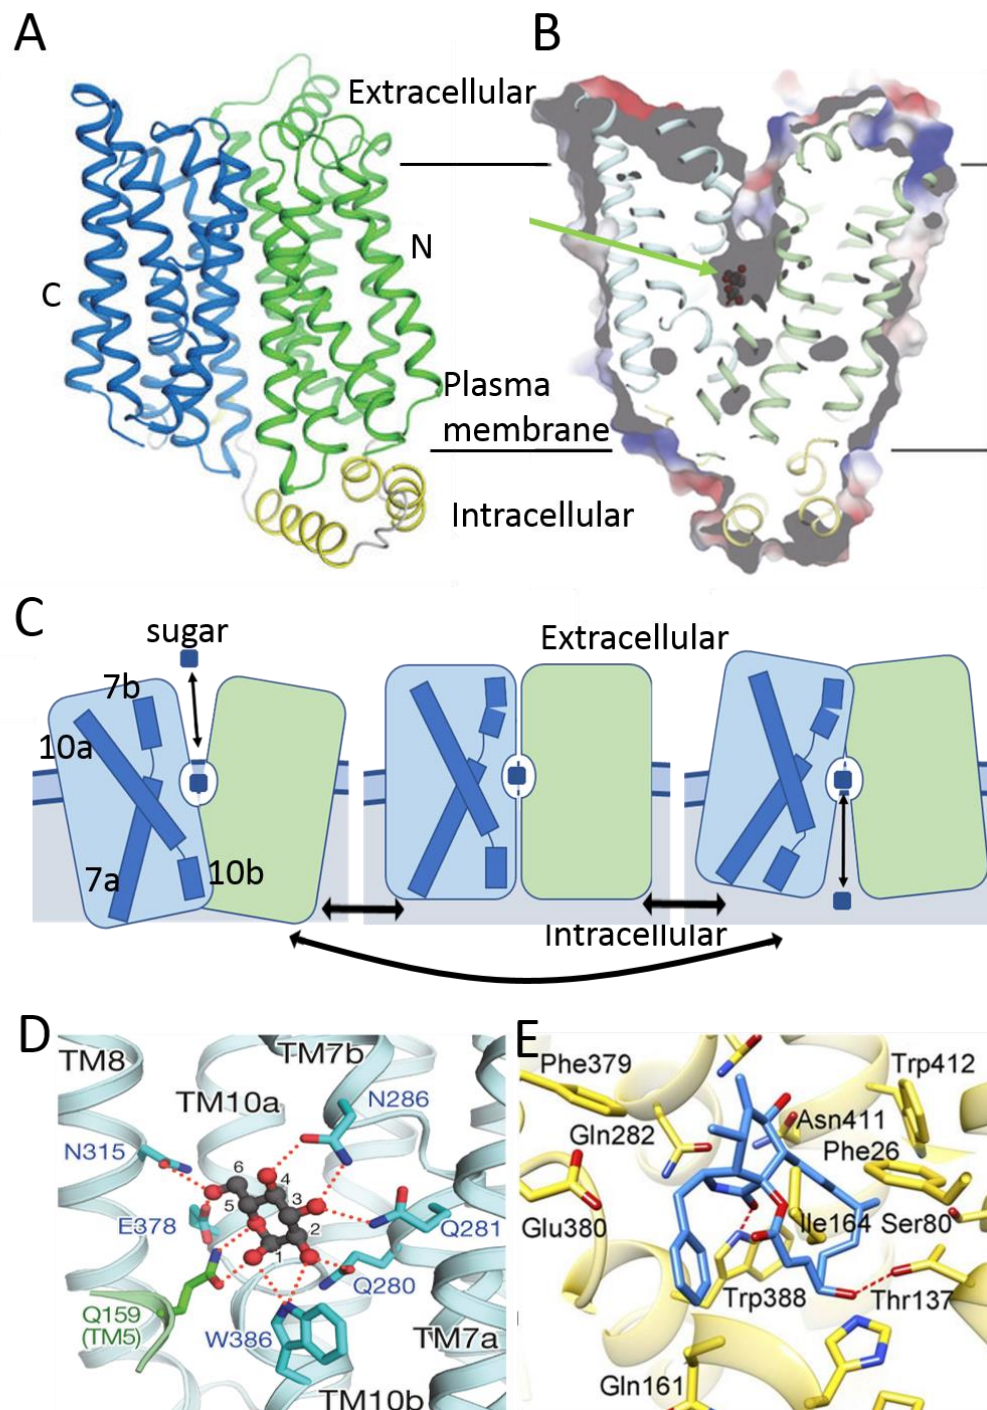 A
B
Extracellular
N
C
Plasma
membrane
Intracellular
C
sugar
Extracellular
7b
10a
7a
10b
Intracellular
D
E
TM8
TM7b
TM10a
N286
N315
6
4
5
3
2
1
E378
Q281
Q280
Q159
(TM5)
W386
TM7a
TM10b
Phe379
Trp412
Gln282
Asn411
Phe26
Glu380
Ile164
Ser80
Trp388
Thr137
Gln161